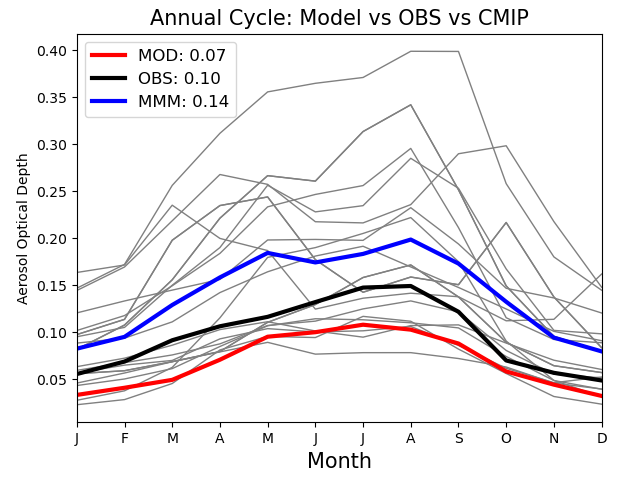 Annual Cycle: Model vs OBS vs CMIP
MOD: 0.07
OBS: 0.10
MMM: 0.14
Aerosol Optical Depth
0.40
0.35
0.30
0.25
0.20
0.15
0.10
0.05
J F M A M J J A S O N D
Month